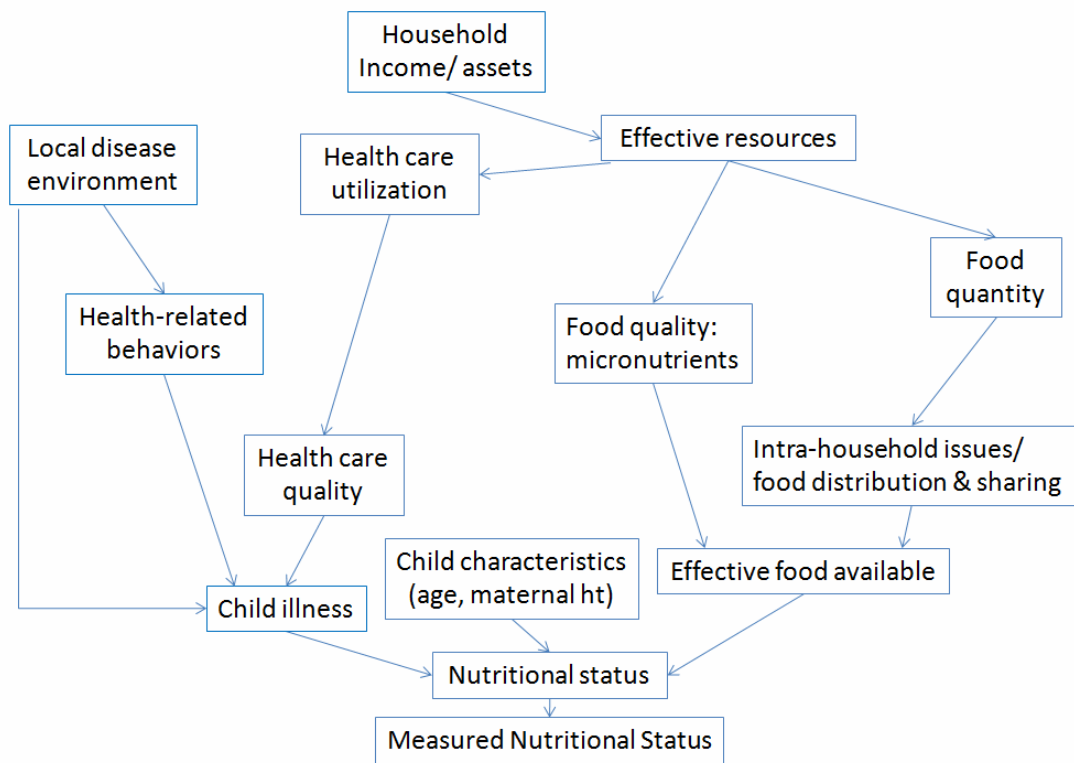 Household
Income/ assets
Local disease
environment
Health care
utilization
Effective resources
Food
quantity
Health-related
behaviors
Food quality:
micronutrients
Health care
quality
Intra-household issues/
food distribution & sharing
Child characteristics
(age, maternal ht)
Effective food available
Child illness
Nutritional status
Measured Nutritional Status